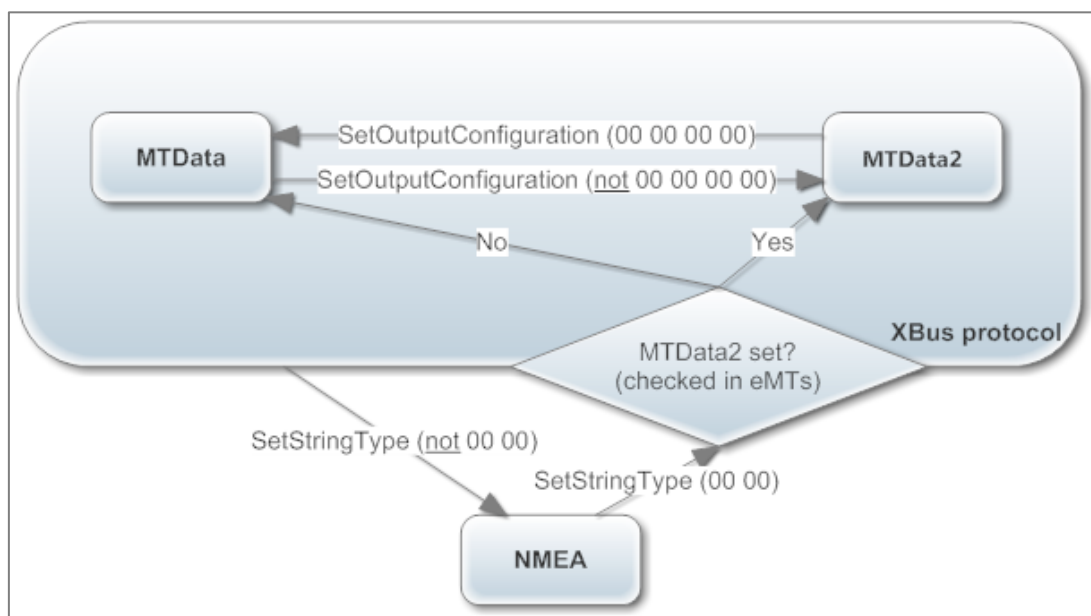 SetOutputConfiguration (00 00 00 00)
MTData
MTData2
SetOutputConfiguration (not 00 00 00 00)
No
Yes
XBus protocol
MTData2 set?
(checked in eMTs)
SetStringType (not 00 00)
SetStringType (00 00)
NMEA